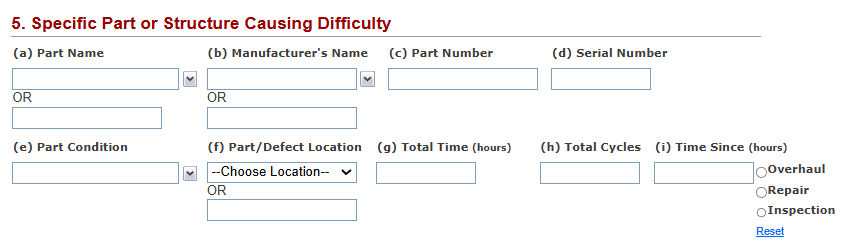 5. Specific Part or Structure Causing Difficulty
(a) Part Name (b) Manufacturer's Name (c) Part Number (d) Serial Number
OR OR
(e) Part Condition (f) Part/Defect Location (g) Total Time (hours) (h) Total Cycles (i) Time Since (hours)
--Choose Location-- Overhaul
OR Repair
Inspection
Reset